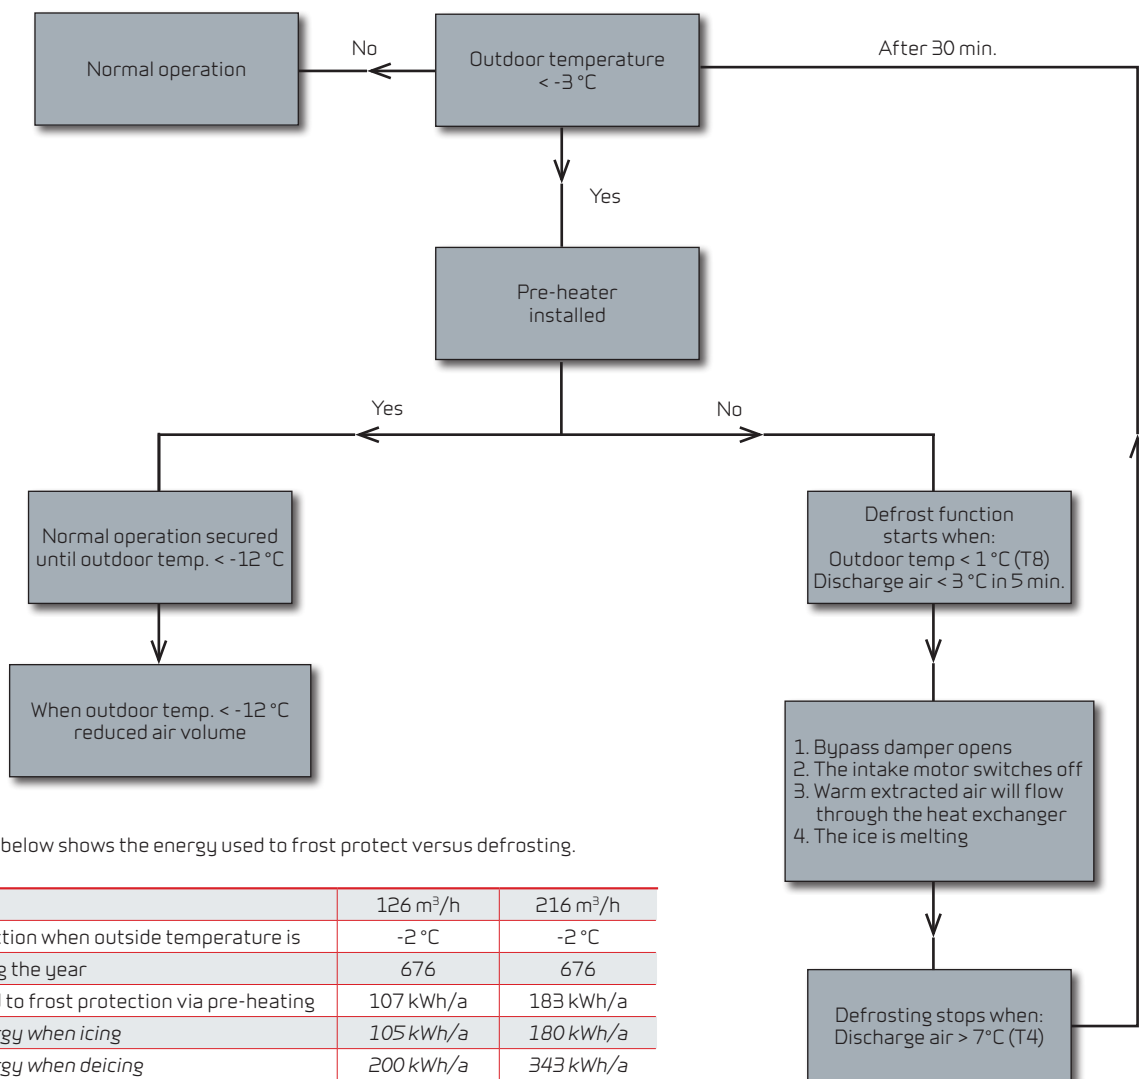 Normal operation
No
Outdoor temperature
< -3 °C
After 30 min.
Yes
Pre-heater
installed
Yes
No
Normal operation secured
until outdoor temp. < -12 °C
Defrost function
starts when:
Outdoor temp < 1 °C (T8)
Discharge air < 3 °C in 5 min.
When outdoor temp. < -12 °C
reduced air volume
1. Bypass damper opens
2. The intake motor switches off
3. Warm extracted air will flow
through the heat exchanger
4. The ice is melting
Defrosting stops when:
Discharge air > 7°C (T4)
below shows the energy used to frost protect versus defrosting.
126 m³/h 216 m³/h
when outside temperature is -2 °C -2 °C
the year 676 676
to frost protection via pre-heating 107 kWh/a 183 kWh/a
when icing 105 kWh/a 180 kWh/a
when deicing 200 kWh/a 343 kWh/a